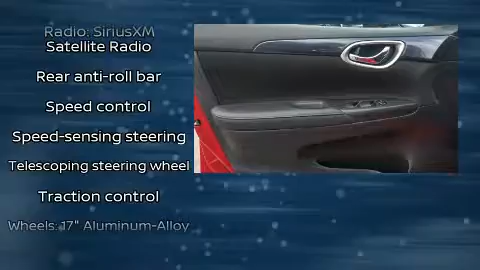 Radio: SiriusXM
Satellite Radio
Rear anti-roll bar
Speed control
Speed-sensing steering
Telescoping steering wheel
Traction control
Wheels: 17" Aluminum-Alloy